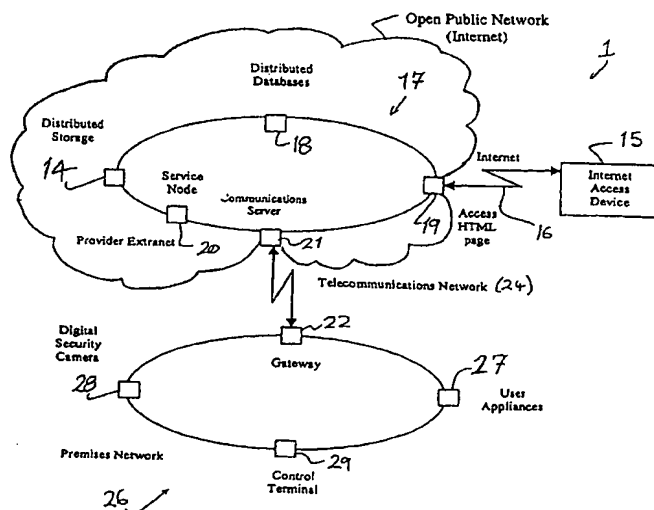 Open Public Network
(Internet)
1
Distributed
Databases
17
Distributed
Storage
18
15
14
Service
Node
Communications
Server
Internet
Internet
Access
Device
Provider Extranet
20
21
19
Access
HTML
page
16
Telecommunications Network (24)
22
Digital
Security
Camera
Gateway
27
28
Uses
Appliances
Premises Network
29
Control
Terminal
26